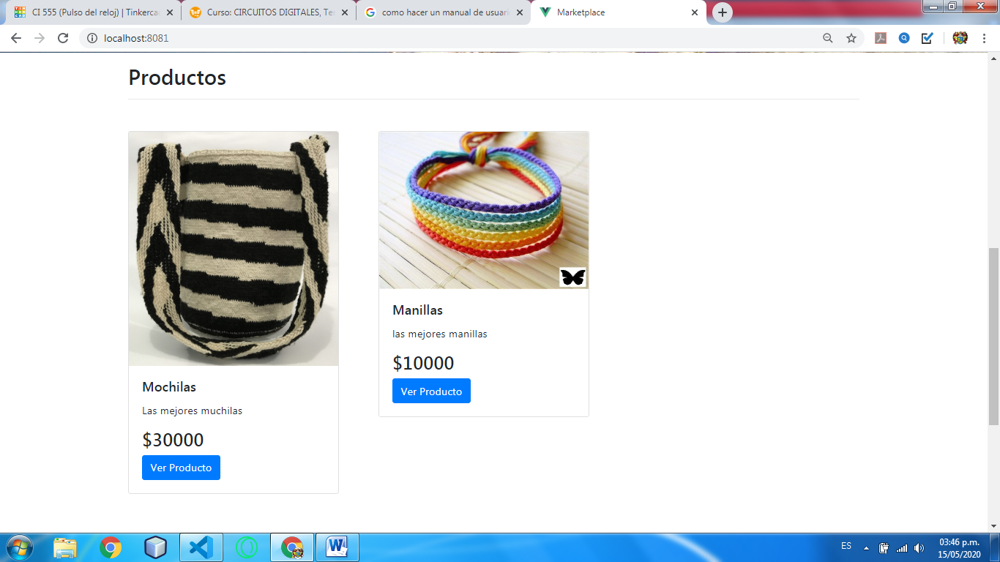 CI 555 (Pulso del reloj) | Tinkerca
Curso: CIRCUITOS DIGITALES, Te
como hacer un manual de usuari
Marketplace
localhost:8081
Productos
Mochilas
Las mejores muchilas
$30000
Ver Producto
Manillas
las mejores manillas
$10000
Ver Producto
ES
03:46 p.m.
15/05/2020